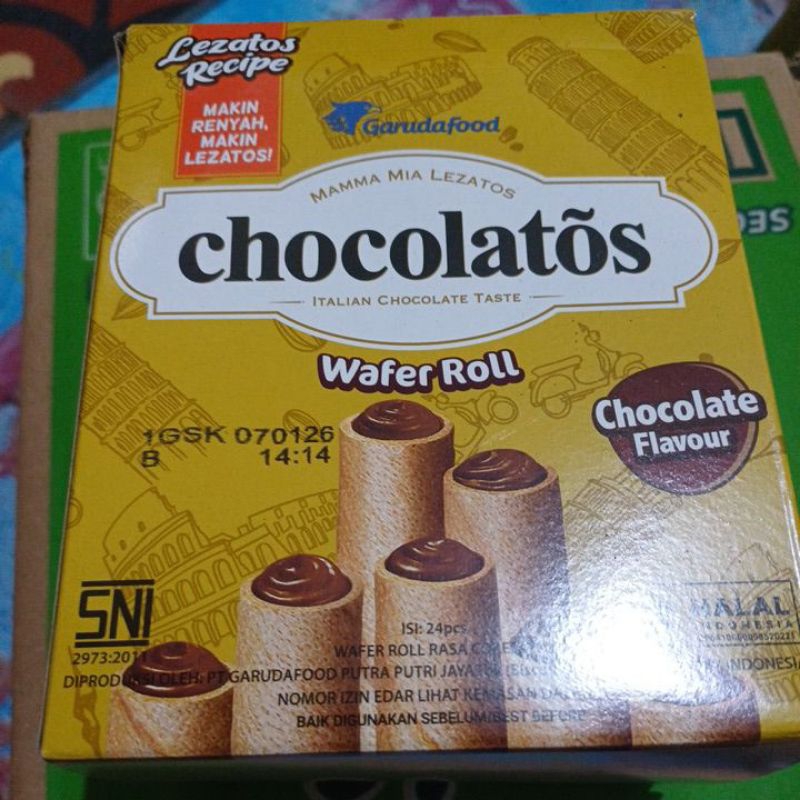 Lezatos
Recipe
MAKIN
RENYAH,
MAKIN
LEZATOS!
Garudafood
MAMMA MIA LEZATOS
chocolatõs
ITALIAN CHOCOLATE TASTE
Wafer Roll
Chocolate
Flavour
1GSK 070126
B 14:14
SNI
2973:2011
HALAL
INDONESIA
ISI: 24pcs
WAFER ROLL RASA
DIPRODUKSI OLEH: PT GARUDAFOOD PUTRA PUTRI JAYA INDONESIA
NOMOR IZIN EDAR LIHAT KEMASAN
BAIK DIGUNAKAN SEBELUM/BEST BEFORE